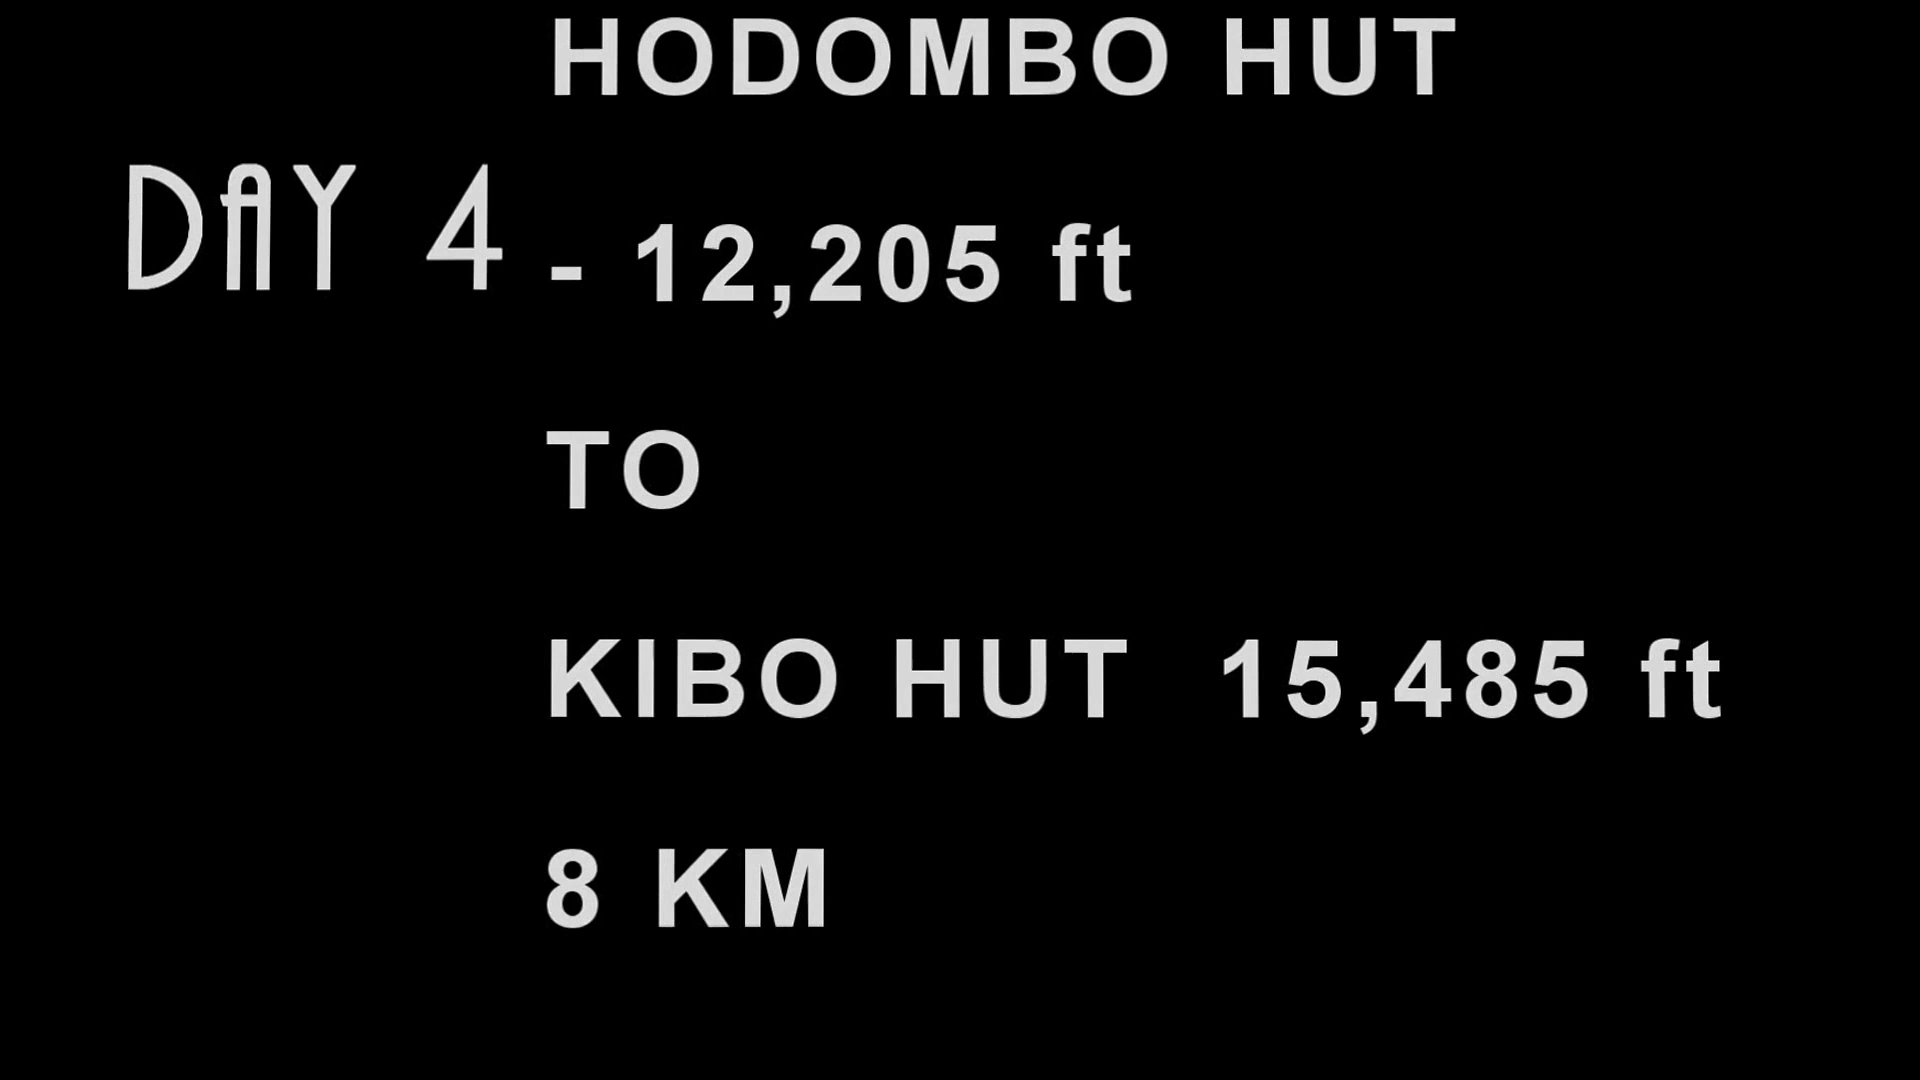 HODOMBO HUT
DAY 4
- 12,205 ft
TO
KIBO HUT 15,485 ft
8 KM